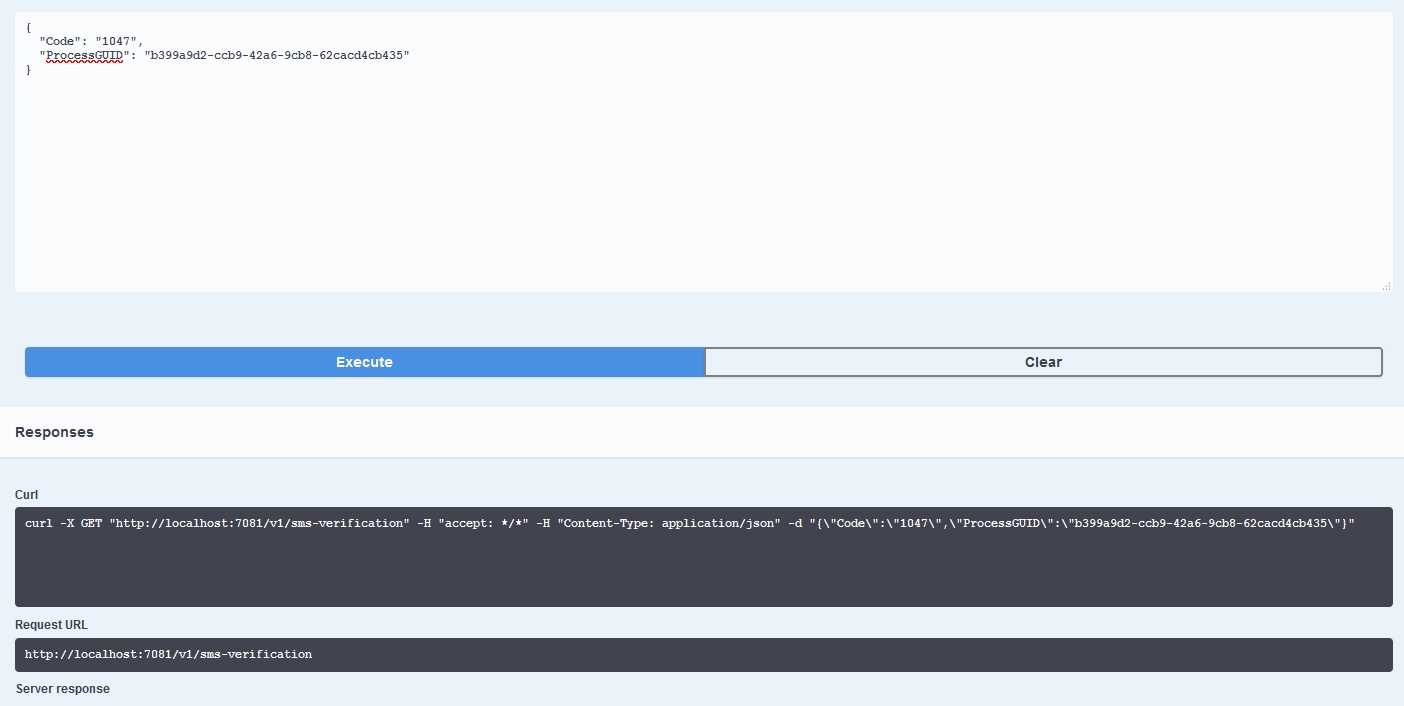 {
  "Code": "1047",
  "ProcessGUID": "b399a9d2-ccb9-42a6-9cb8-62cacd4cb435"
}
Execute
Clear
Responses
Curl
curl -X GET "http://localhost:7081/v1/sms-verification" -H "accept: */*" -H "Content-Type: application/json" -d "{\"Code\":\"1047\",\"ProcessGUID\":\"b399a9d2-ccb9-42a6-9cb8-62cacd4cb435\"}"
Request URL
http://localhost:7081/v1/sms-verification
Server response